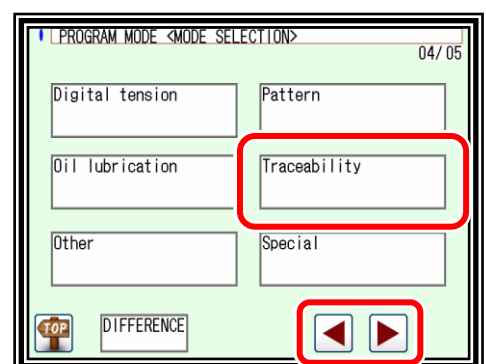 PROGRAM MODE <MODE SELECTION>
04/05
Digital tension
Pattern
Oil lubrication
Traceability
Other
Special
TOP
DIFFERENCE